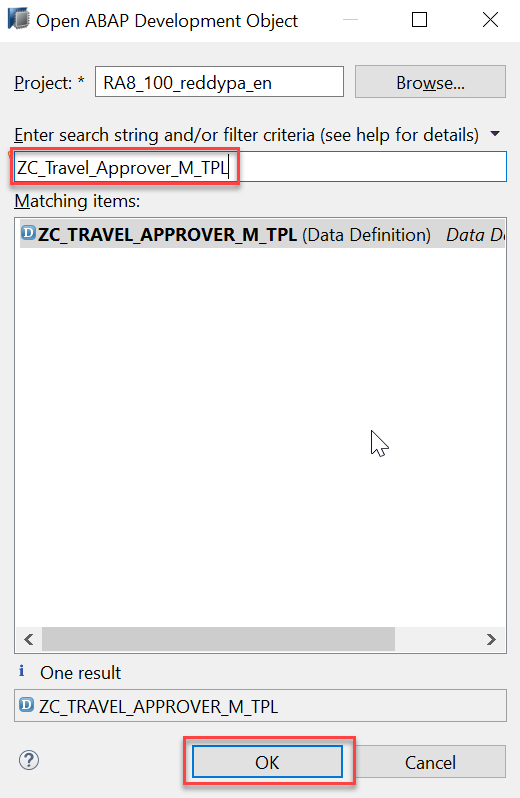 Open ABAP Development Object
Project: * RA8_100_reddypa_en Browse...
Enter search string and/or filter criteria (see help for details)
ZC_Travel_Approver_M_TPL
Matching items:
D ZC_TRAVEL_APPROVER_M_TPL (Data Definition) Data De
i One result
D ZC_TRAVEL_APPROVER_M_TPL
? OK Cancel